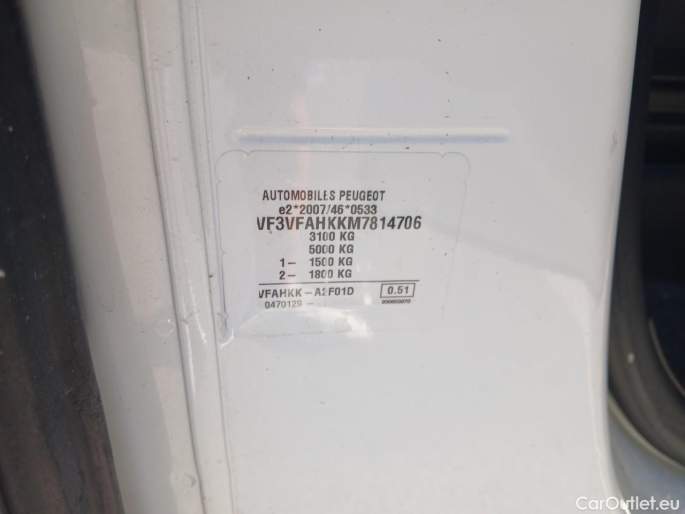 AUTOMOBILES PEUGEOT
e2*2007/46*0533
VF3VFAHKKM7814706
3100 KG
5000 KG
1- 1500 KG
2- 1800 KG
VFAHKK - A2F01D 0.51
0470129 -
CarOutlet.eu